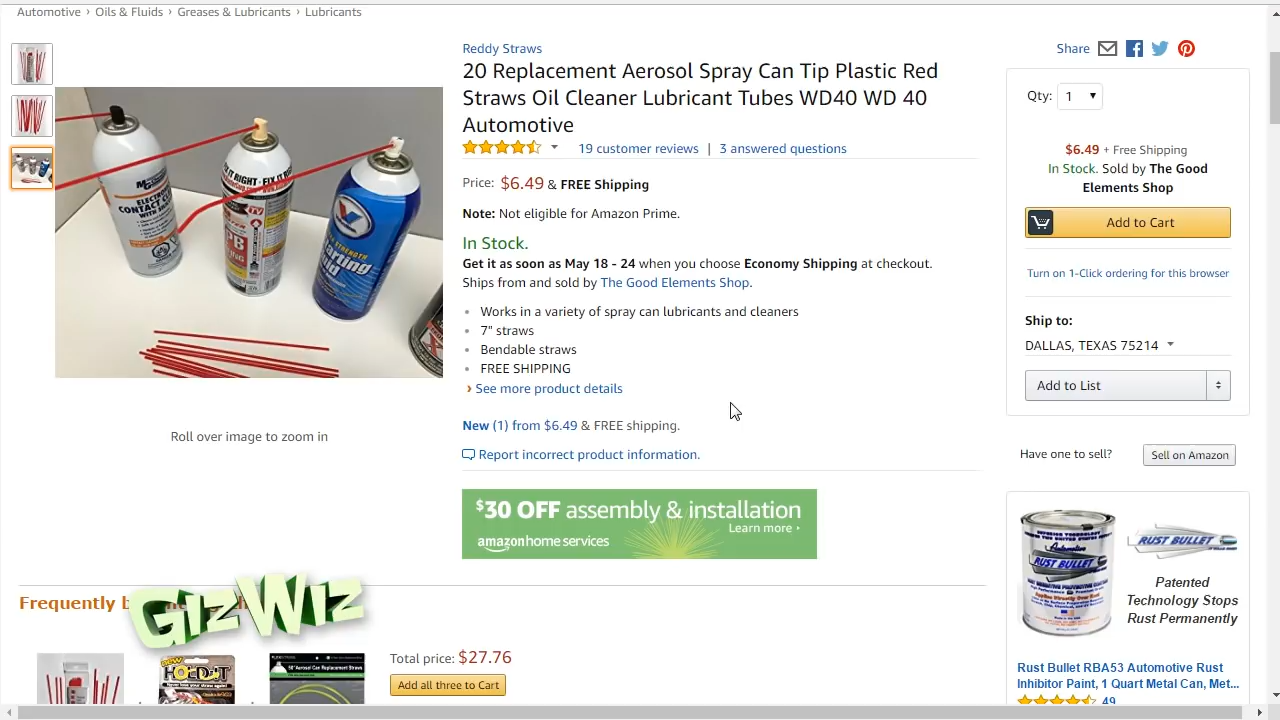 Automotive › Oils & Fluids › Greases & Lubricants › Lubricants
Reddy Straws
20 Replacement Aerosol Spray Can Tip Plastic Red
Straws Oil Cleaner Lubricant Tubes WD40 WD 40
Automotive
19 customer reviews | 3 answered questions
Price: $6.49 & FREE Shipping
Note: Not eligible for Amazon Prime.
In Stock.
Get it as soon as May 18 - 24 when you choose Economy Shipping at checkout.
Ships from and sold by The Good Elements Shop.
Works in a variety of spray can lubricants and cleaners
7" straws
Bendable straws
FREE SHIPPING
› See more product details
New (1) from $6.49 & FREE shipping.
Report incorrect product information.
Roll over image to zoom in
$30 OFF assembly & installation
Learn more
amazonhome services
Share
Qty: 1
$6.49 + Free Shipping
In Stock. Sold by The Good
Elements Shop
Add to Cart
Turn on 1-Click ordering for this browser
Ship to:
DALLAS, TEXAS 75214
Add to List
Have one to sell?
Sell on Amazon
RUST BULLET
RUST BULLET
Patented
Technology Stops
Rust Permanently
Rust Bullet RBA53 Automotive Rust
Inhibitor Paint, 1 Quart Metal Can, Met...
49
Frequently
GIZWIZ
Total price: $27.76
Add all three to Cart